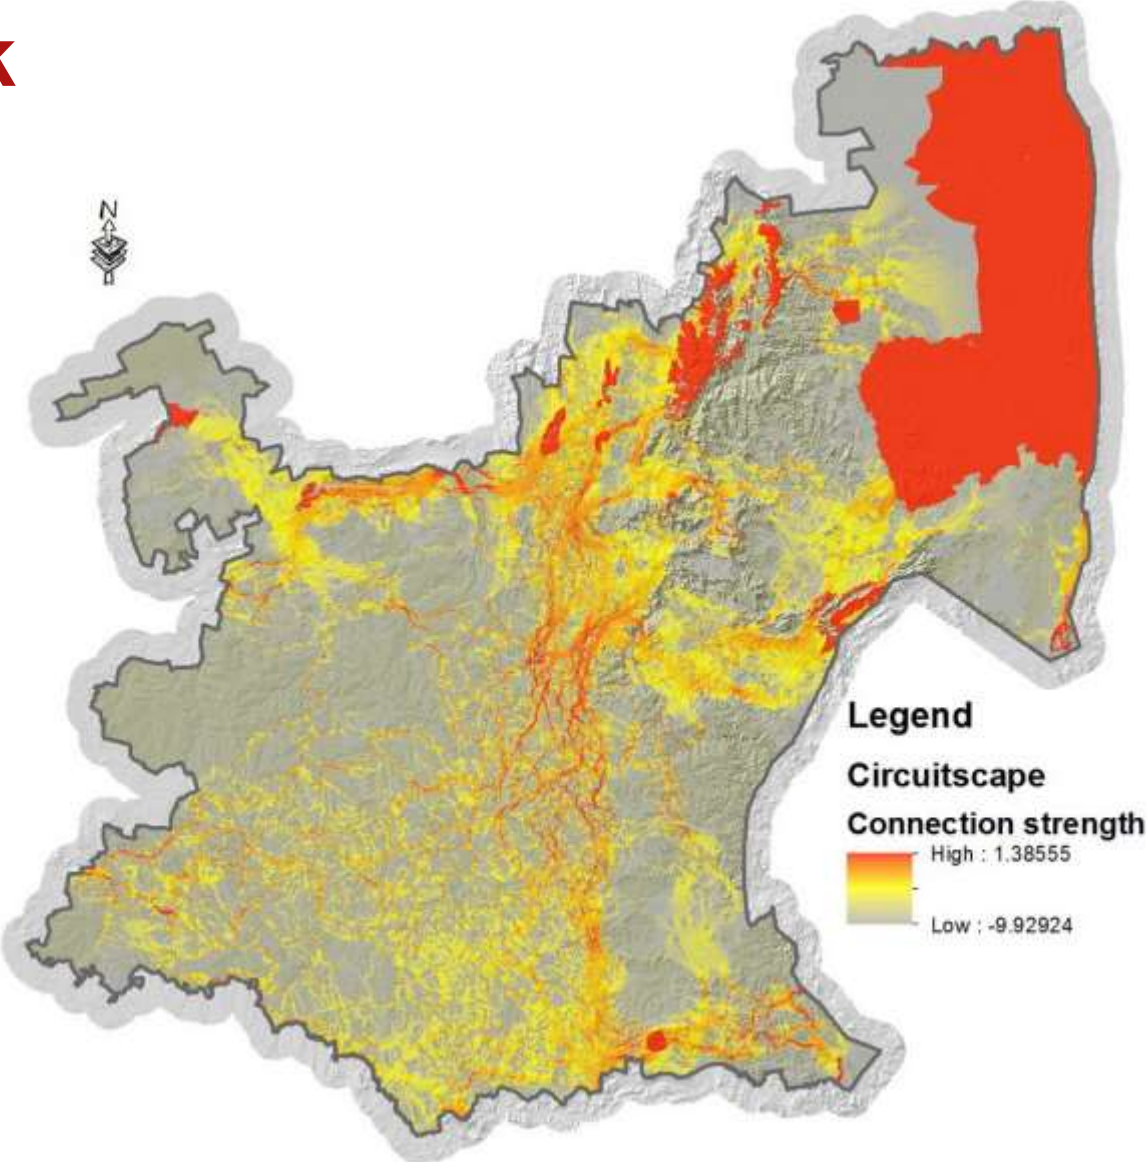 k
N
Legend
Circuitscape
Connection strength
High : 1.38555
Low : -9.92924